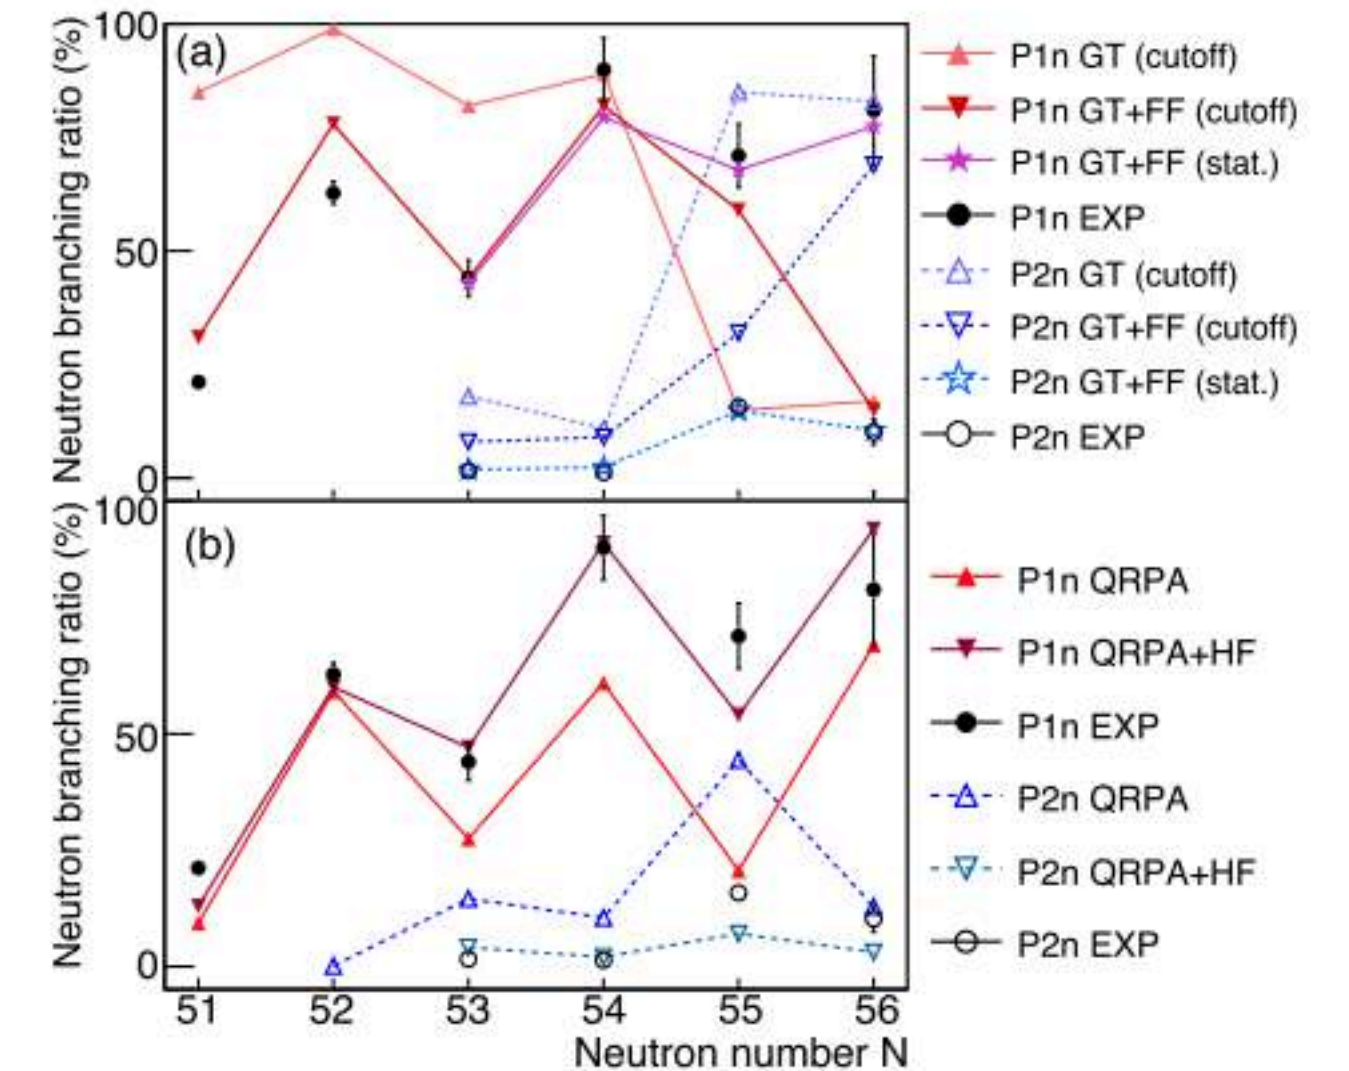 100
(a)
50
0
Neutron branching ratio (%)
P1n GT (cutoff)
P1n GT+FF (cutoff)
P1n GT+FF (stat.)
P1n EXP
P2n GT (cutoff)
P2n GT+FF (cutoff)
P2n GT+FF (stat.)
P2n EXP
100
(b)
50
0
Neutron branching ratio (%)
P1n QRPA
P1n QRPA+HF
P1n EXP
P2n QRPA
P2n QRPA+HF
P2n EXP
51 52 53 54 55 56
Neutron number N